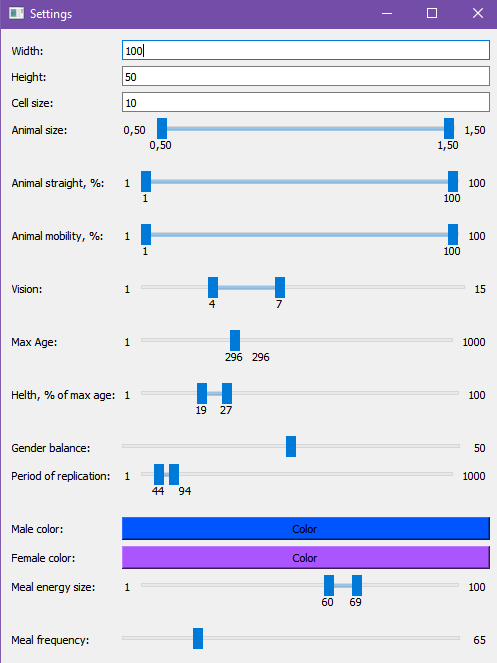 Settings
Width: 100
Height: 50
Cell size: 10
Animal size: 0,50 1,50
0,50 1,50
Animal straight, %: 1 100
1 100
Animal mobility, %: 1 100
1 100
Vision: 1 15
4 7
Max Age: 1 1000
296 296
Helth, % of max age: 1 100
19 27
Gender balance: 50
Period of replication: 1 1000
44 94
Male color: Color
Female color: Color
Meal energy size: 1 100
60 69
Meal frequency: 65